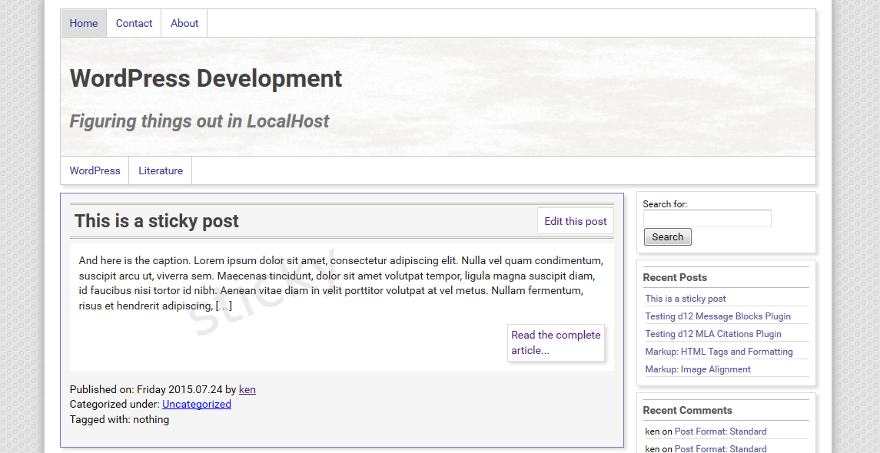 Home Contact About
WordPress Development
Figuring things out in LocalHost
WordPress Literature
This is a sticky post
Edit this post
And here is the caption. Lorem ipsum dolor sit amet, consectetur adipiscing elit. Nulla vel quam condimentum,
suscipit arcu ut, viverra sem. Maecenas tincidunt, dolor sit amet volutpat tempor, ligula magna suscipit diam,
id faucibus nisi tortor id nibh. Aenean vitae diam in velit porttitor volutpat at vel metus. Nullam fermentum,
risus et hendrerit adipiscing, […]
sticky
Read the complete
article...
Published on: Friday 2015.07.24 by ken
Categorized under: Uncategorized
Tagged with: nothing
Search for:
Search
Recent Posts
This is a sticky post
Testing d12 Message Blocks Plugin
Testing d12 MLA Citations Plugin
Markup: HTML Tags and Formatting
Markup: Image Alignment
Recent Comments
ken on Post Format: Standard
ken on Post Format: Standard